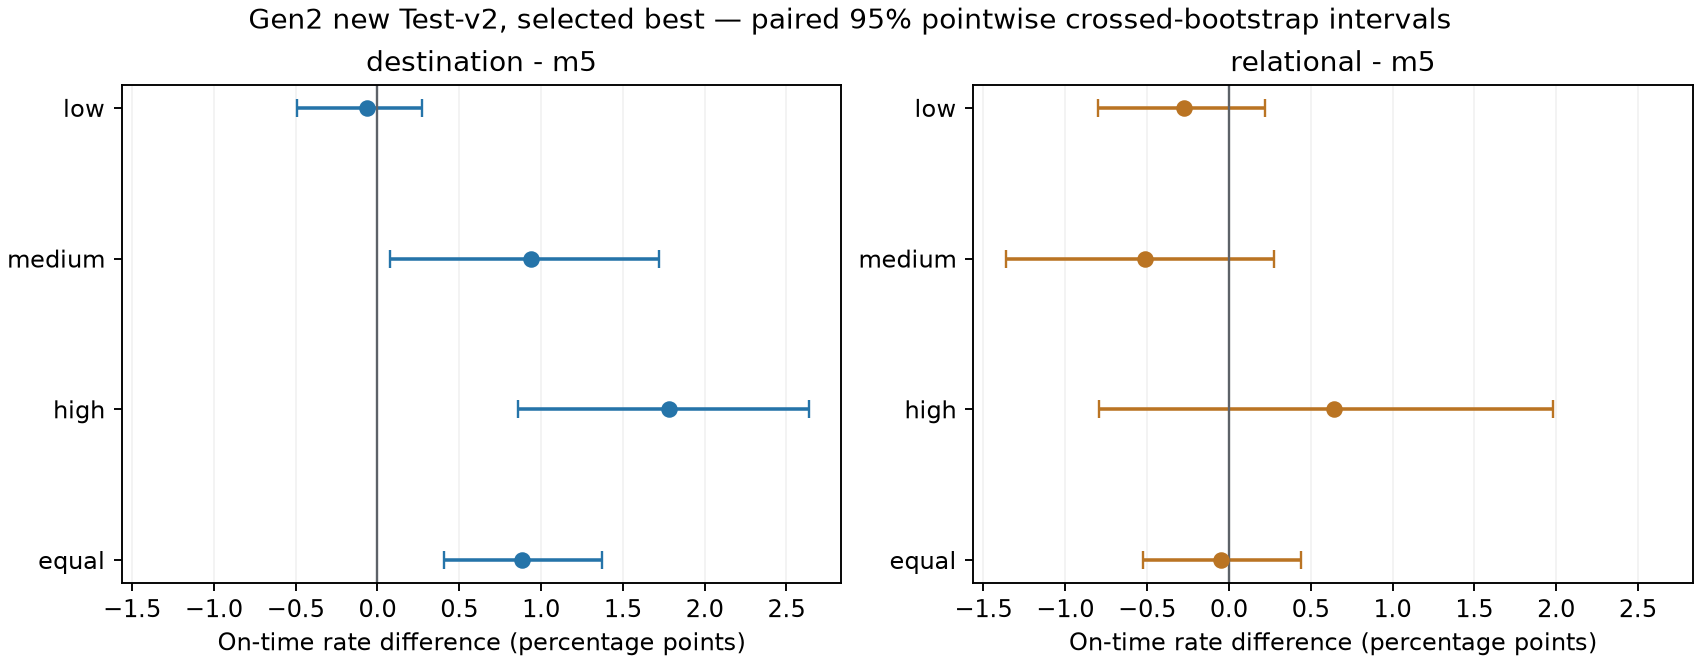 Gen2 new Test-v2, selected best — paired 95% pointwise crossed-bootstrap intervals
destination - m5
low
medium
high
equal
−1.5 −1.0 −0.5 0.0 0.5 1.0 1.5 2.0 2.5
On-time rate difference (percentage points)
relational - m5
low
medium
high
equal
−1.5 −1.0 −0.5 0.0 0.5 1.0 1.5 2.0 2.5
On-time rate difference (percentage points)